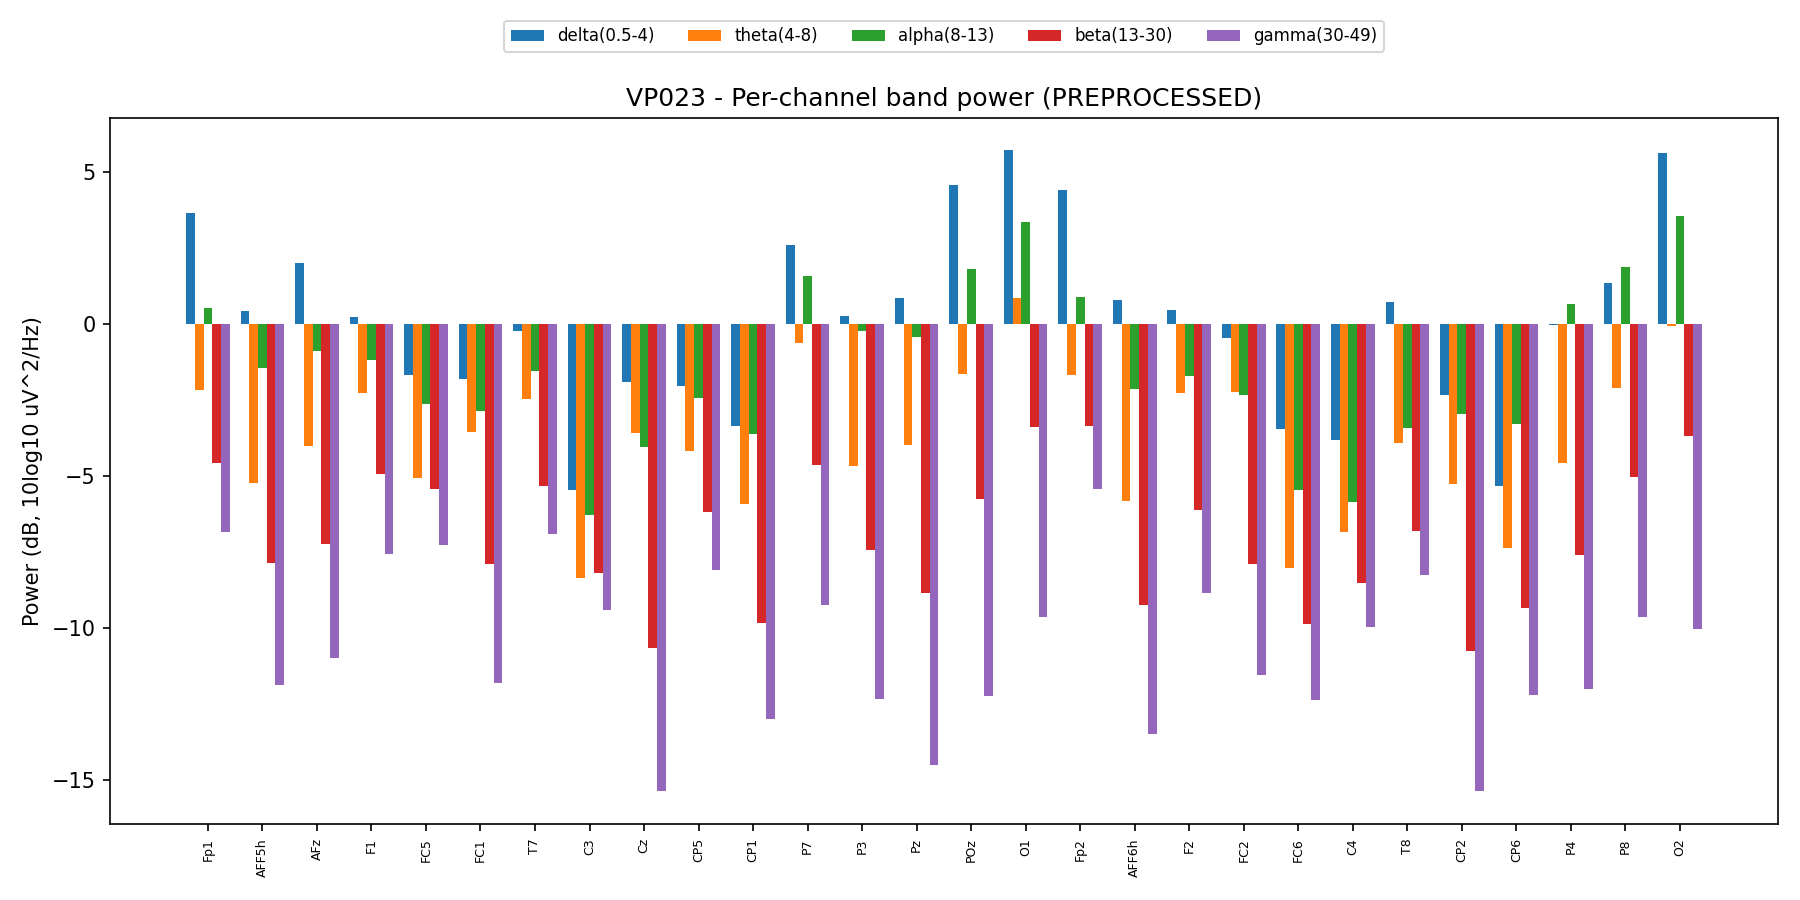 delta(0.5-4) theta(4-8) alpha(8-13) beta(13-30) gamma(30-49)
VP023 - Per-channel band power (PREPROCESSED)
Power (dB, 10log10 uV^2/Hz)
5
0
−5
−10
−15
Fp1 AFF5h AFz F1 FC5 FC1 T7 C3 Cz CP5 CP1 P7 P3 Pz POz O1 Fp2 AFF6h F2 FC2 FC6 C4 T8 CP2 CP6 P4 P8 O2